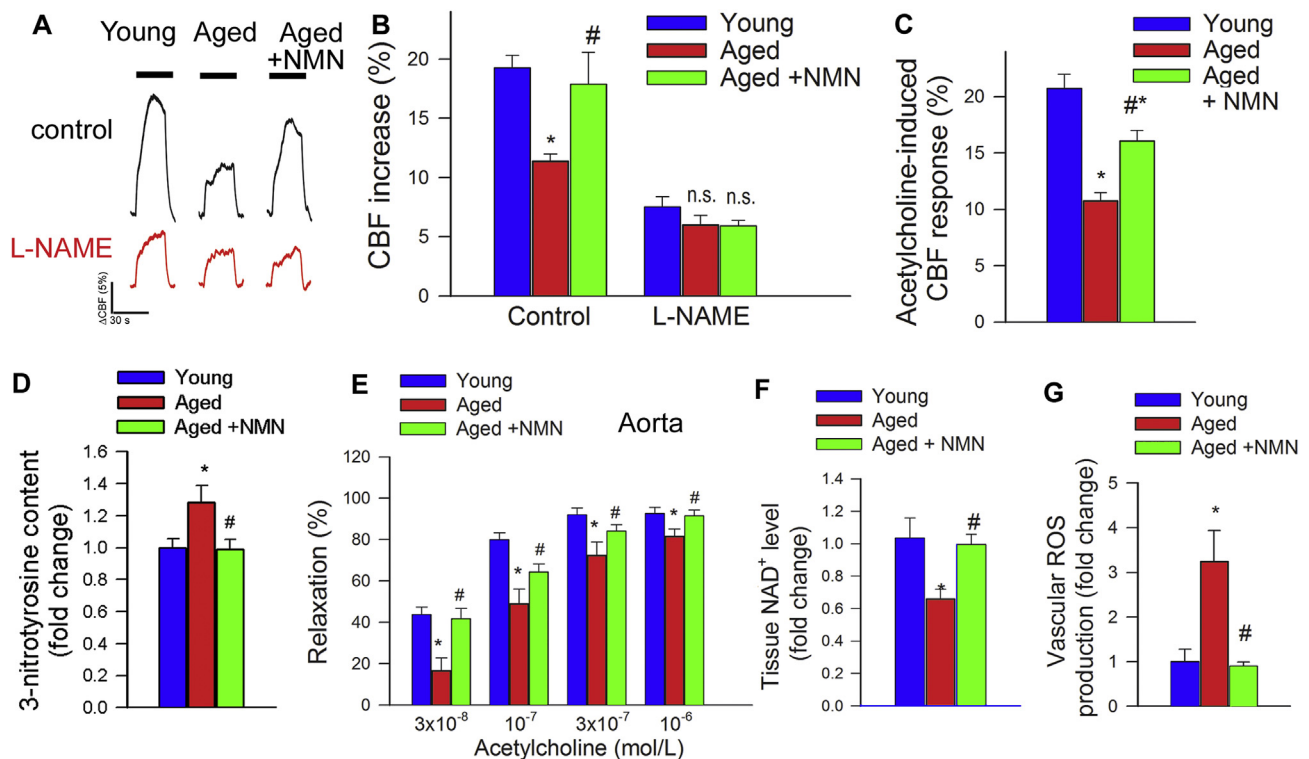 A
Young
Aged
Aged
+NMN
control
L-NAME
ΔCBF (5%)
30 s
B
Young
Aged
Aged +NMN
CBF increase (%)
20
15
10
5
0
#
*
n.s.
n.s.
Control
L-NAME
C
Young
Aged
Aged
+ NMN
Acetylcholine-induced
CBF response (%)
20
15
10
5
0
*
#*
D
Young
Aged
Aged +NMN
3-nitrotyrosine content
(fold change)
1.6
1.4
1.2
1.0
0.8
0.6
0.4
0.2
0.0
*
#
E
Young
Aged
Aged +NMN
Aorta
Relaxation (%)
120
100
80
60
40
20
0
*
#
*
#
*
#
*
#
3x10⁻⁸
10⁻⁷
3x10⁻⁷
10⁻⁶
Acetylcholine (mol/L)
F
Young
Aged
Aged + NMN
Tissue NAD⁺ level
(fold change)
1.4
1.2
1.0
0.8
0.6
0.4
0.2
0.0
*
#
G
Young
Aged
Aged +NMN
Vascular ROS
production (fold change)
5
4
3
2
1
0
*
#